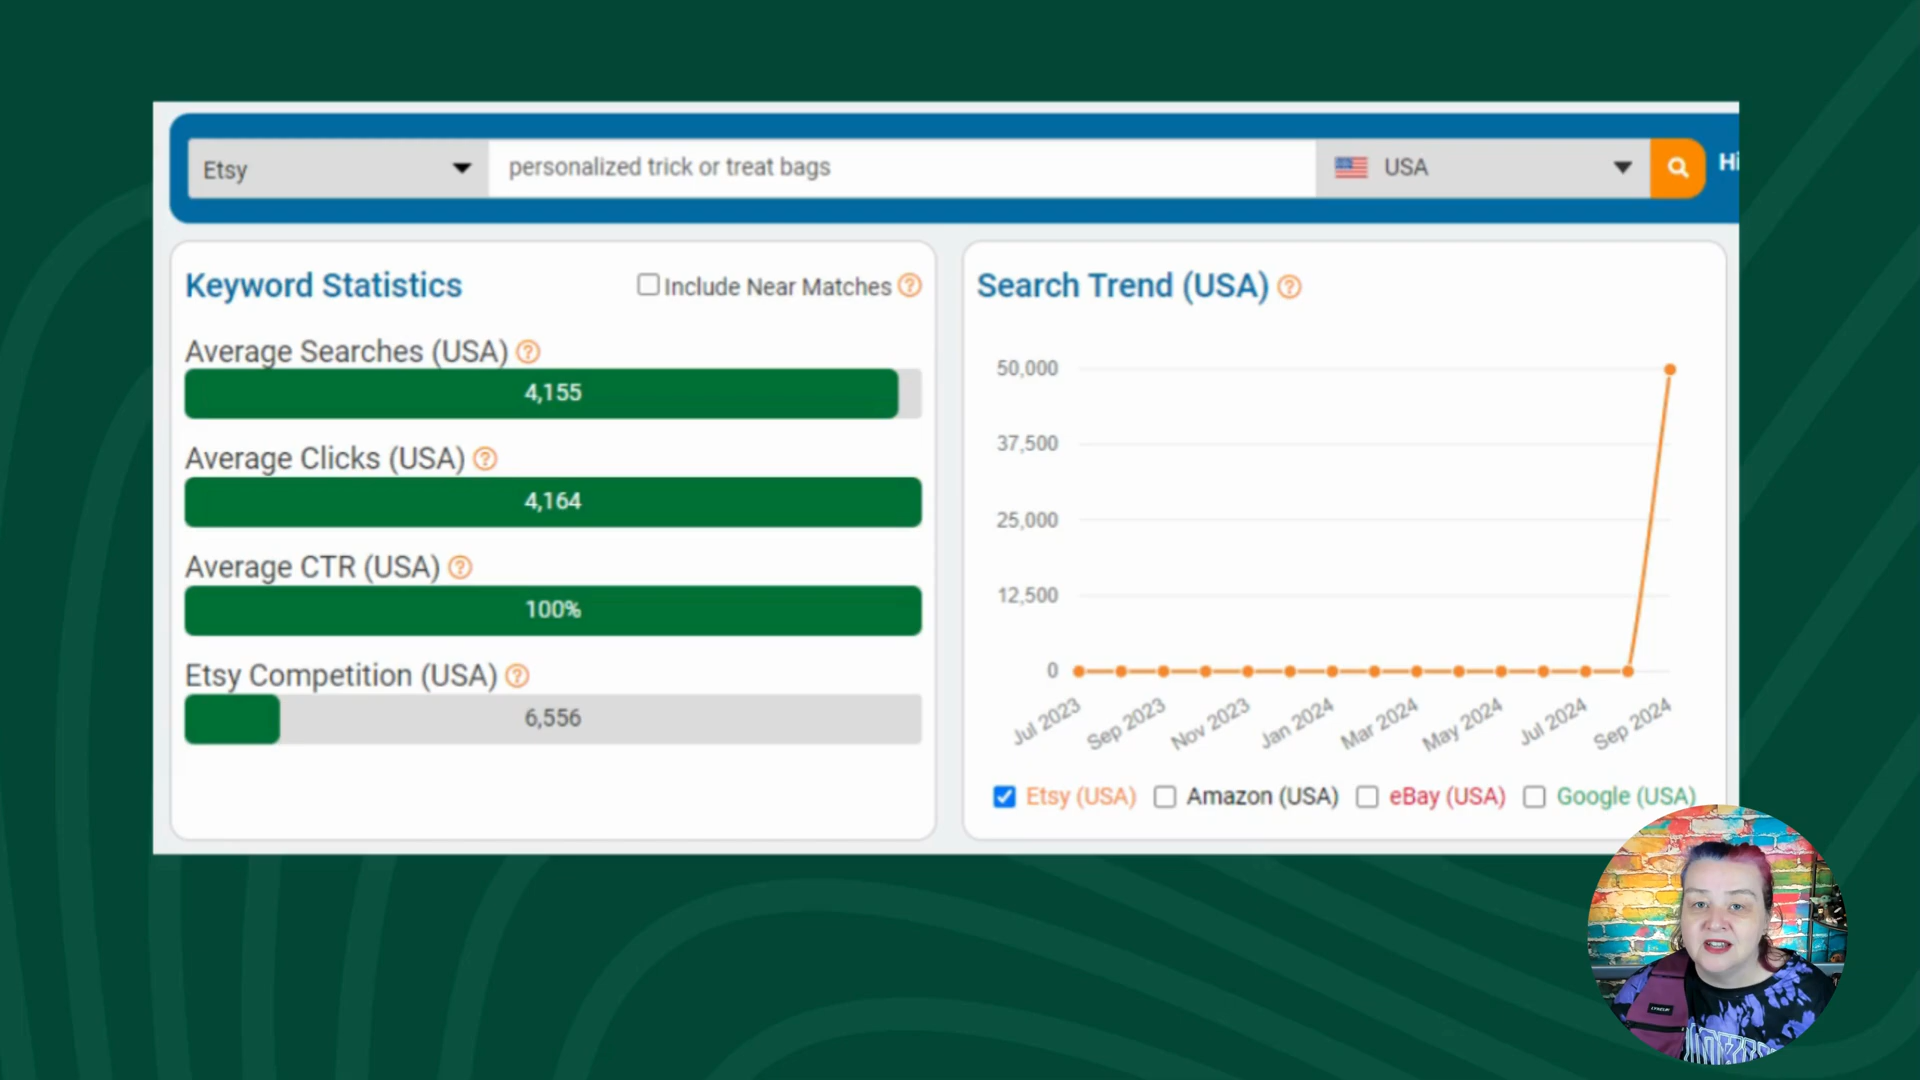 Etsy
personalized trick or treat bags
USA
Hi
Keyword Statistics
Include Near Matches ?
Average Searches (USA) ?
4,155
Average Clicks (USA) ?
4,164
Average CTR (USA) ?
100%
Etsy Competition (USA) ?
6,556
Search Trend (USA) ?
50,000
37,500
25,000
12,500
0
Jul 2023
Sep 2023
Nov 2023
Jan 2024
Mar 2024
May 2024
Jul 2024
Sep 2024
Etsy (USA)
Amazon (USA)
eBay (USA)
Google (USA)